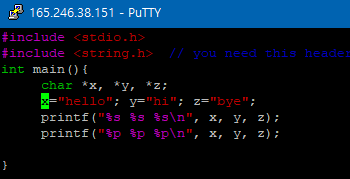 165.246.38.151 - PuTTY
#include <stdio.h>
#include <string.h>  // you need this header
int main(){
     char *x, *y, *z;
     x="hello"; y="hi"; z="bye";
     printf("%s %s %s\n", x, y, z);
     printf("%p %p %p\n", x, y, z);
}